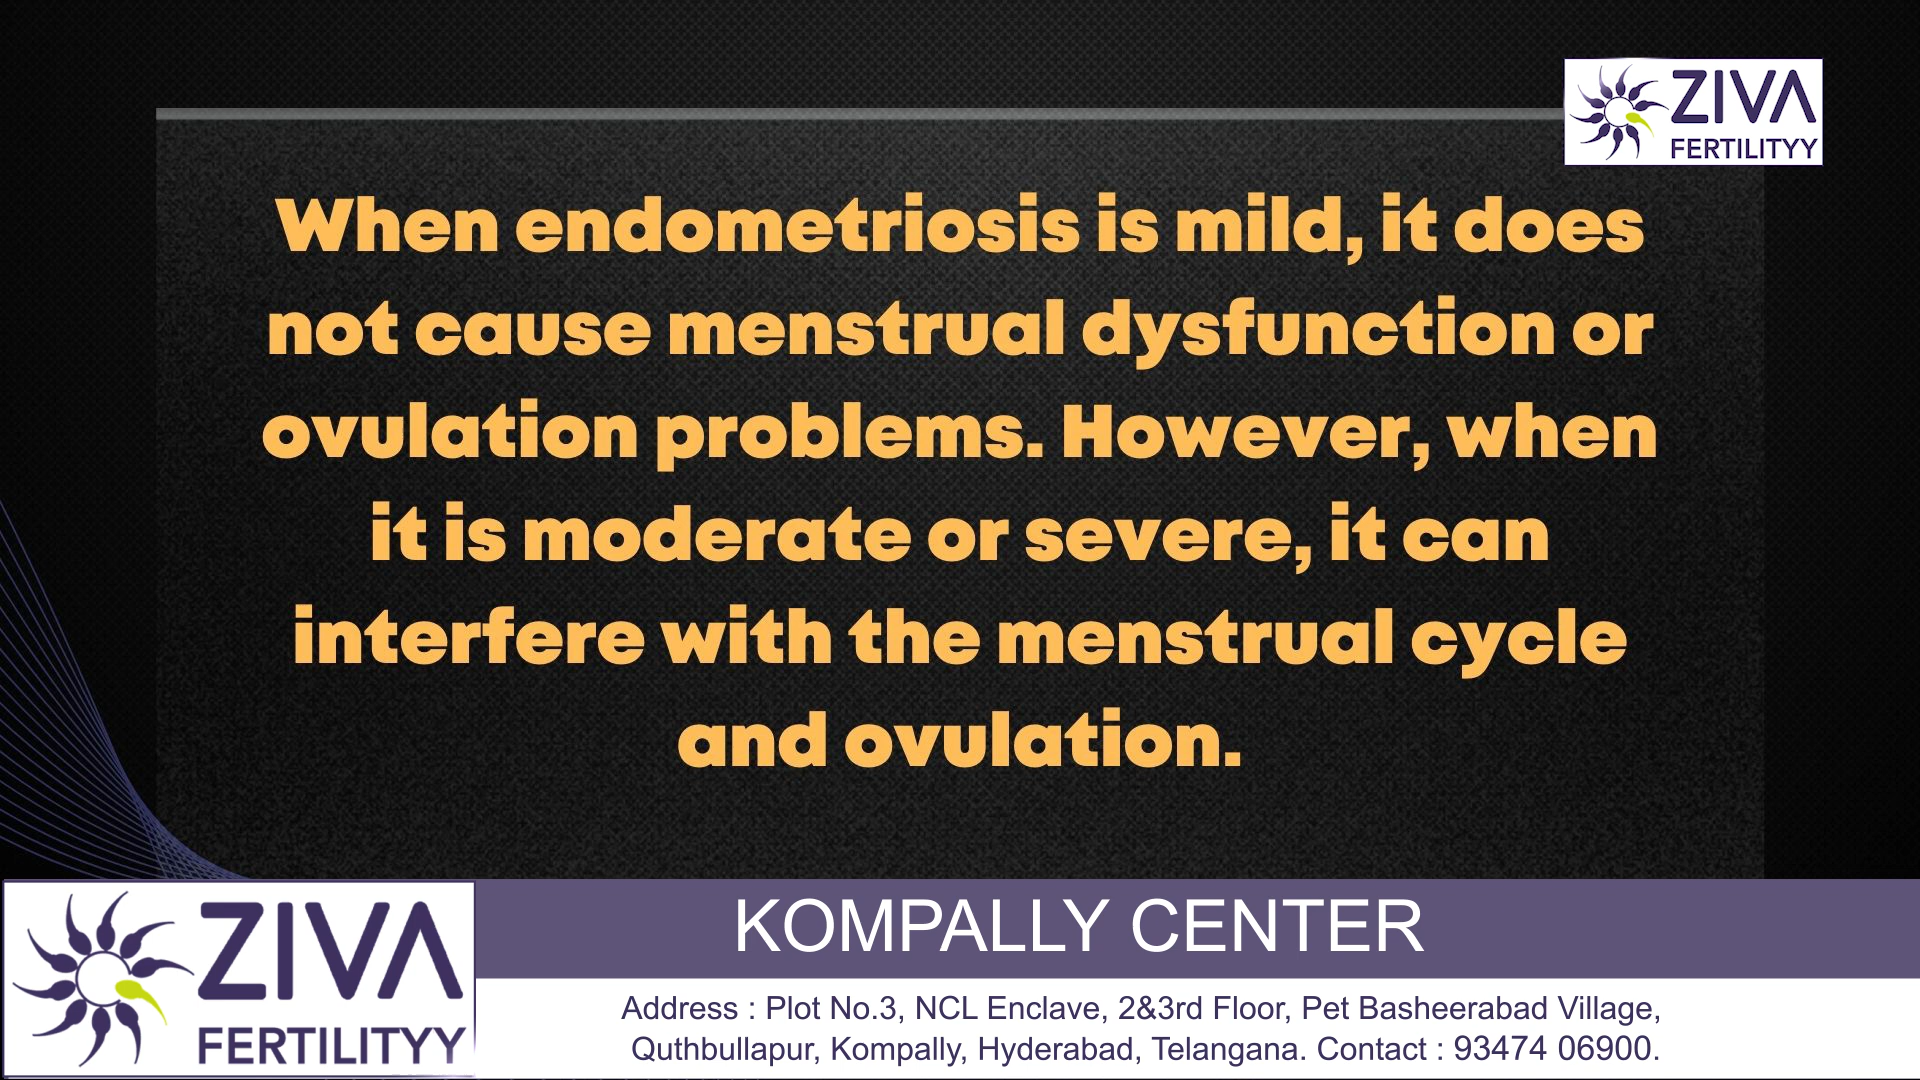 ZIVA
FERTILITYY
When endometriosis is mild, it does
not cause menstrual dysfunction or
ovulation problems. However, when
it is moderate or severe, it can
interfere with the menstrual cycle
and ovulation.
ZIVA
FERTILITYY
KOMPALLY CENTER
Address : Plot No.3, NCL Enclave, 2&3rd Floor, Pet Basheerabad Village,
Quthbullapur, Kompally, Hyderabad, Telangana. Contact : 93474 06900.